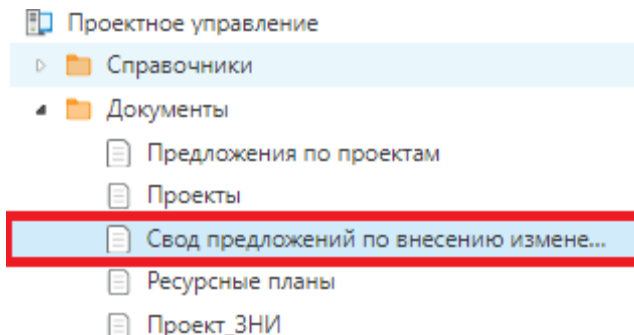 Проектное управление
Справочники
Документы
Предложения по проектам
Проекты
Свод предложений по внесению измене...
Ресурсные планы
Проект_ЗНИ